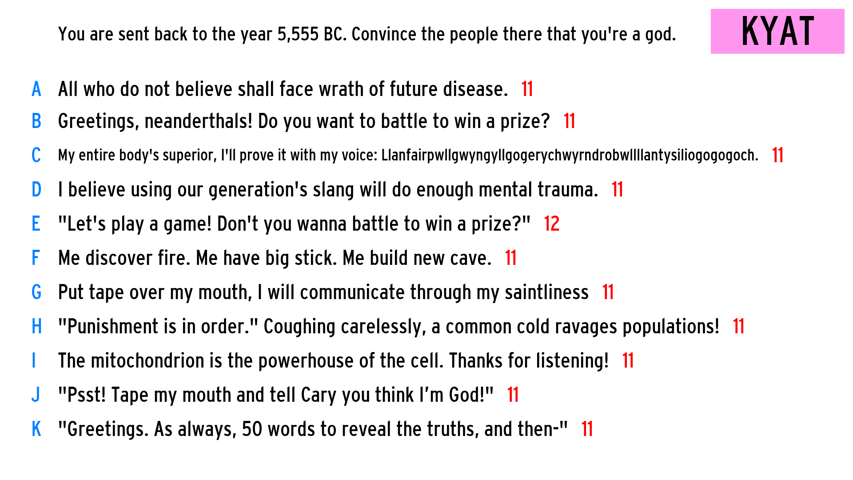 You are sent back to the year 5,555 BC. Convince the people there that you're a god.
KYAT
A All who do not believe shall face wrath of future disease. 11
B Greetings, neanderthals! Do you want to battle to win a prize? 11
C My entire body's superior, I'll prove it with my voice: Llanfairpwllgwyngyllgogerychwyrndrobwllllantysiliogogogoch. 11
D I believe using our generation's slang will do enough mental trauma. 11
E "Let's play a game! Don't you wanna battle to win a prize?" 12
F Me discover fire. Me have big stick. Me build new cave. 11
G Put tape over my mouth, I will communicate through my saintliness 11
H "Punishment is in order." Coughing carelessly, a common cold ravages populations! 11
I The mitochondrion is the powerhouse of the cell. Thanks for listening! 11
J "Psst! Tape my mouth and tell Cary you think I’m God!" 11
K "Greetings. As always, 50 words to reveal the truths, and then-" 11